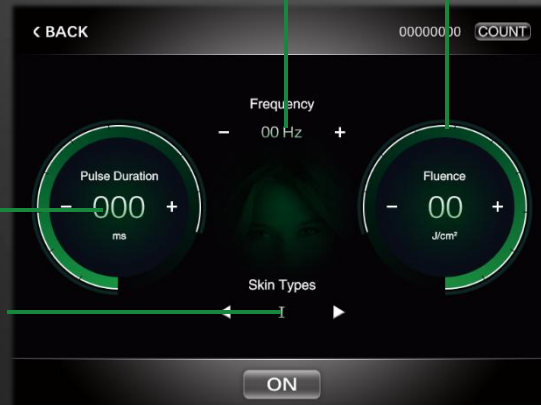 < BACK
00000000 COUNT
Frequency
- 00 Hz +
Pulse Duration
- 000 +
ms
Fluence
- 00 +
J/cm²
Skin Types
◀ I ▶
ON